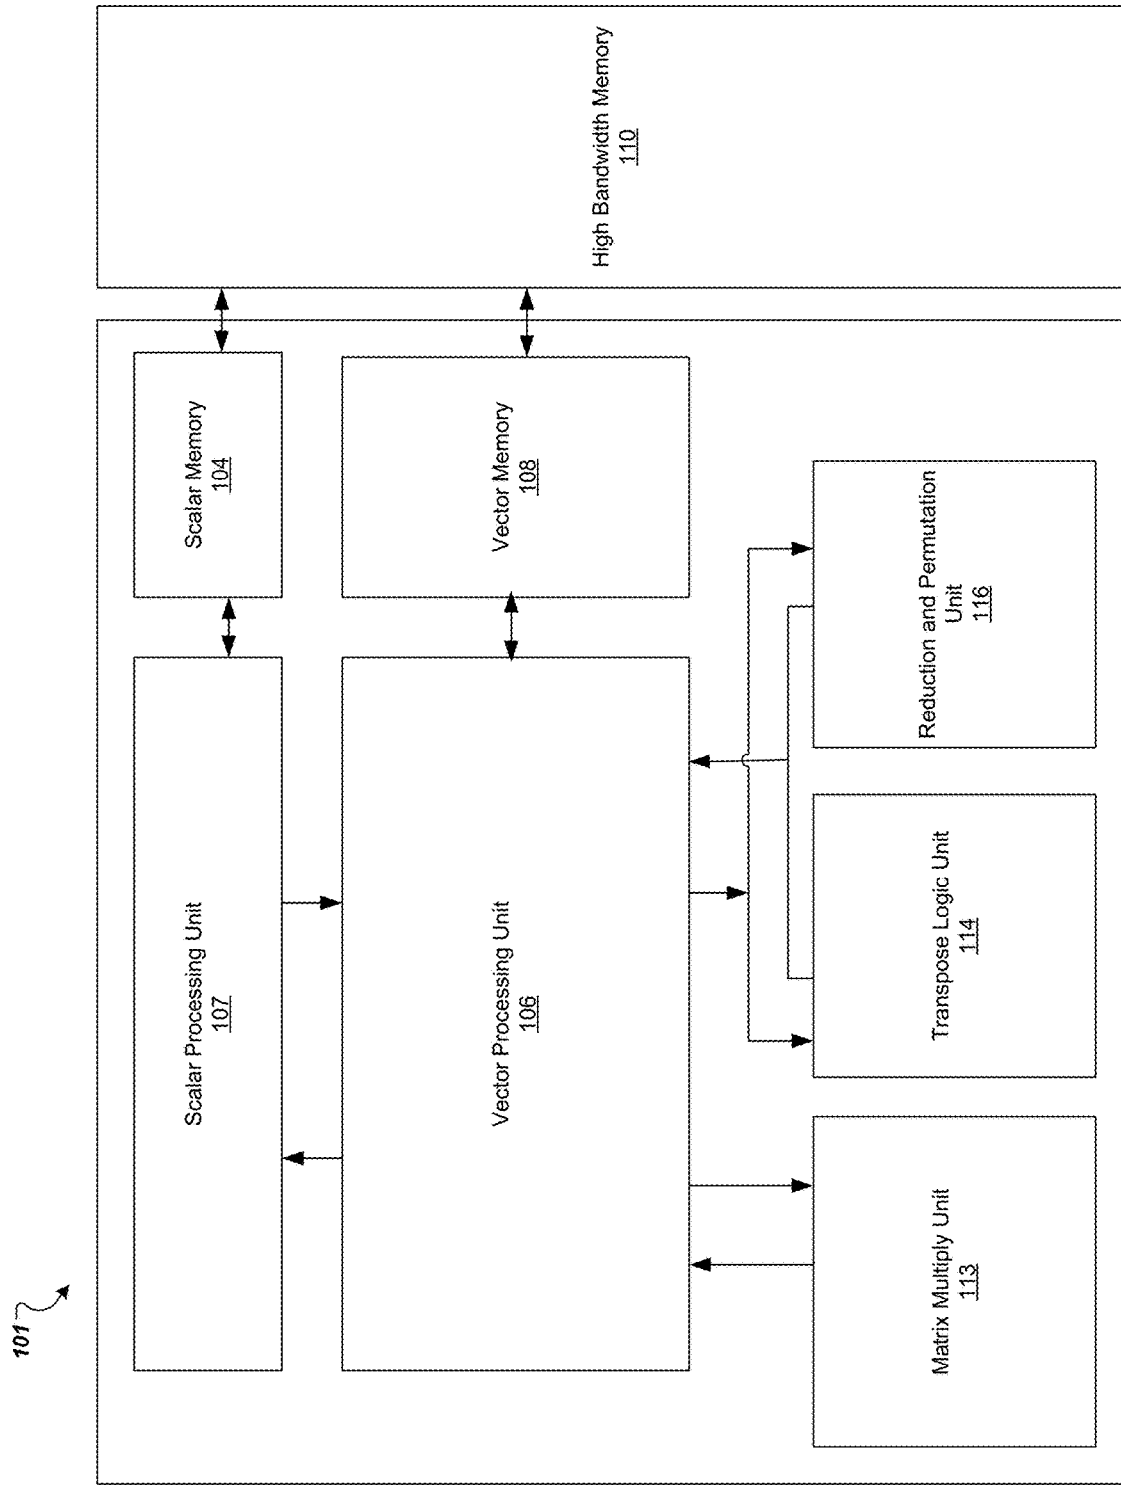 101
Scalar Processing Unit
107
Scalar Memory
104
High Bandwidth Memory
110
Vector Processing Unit
106
Vector Memory
108
Matrix Multiply Unit
113
Transpose Logic Unit
114
Reduction and Permutation
Unit
116